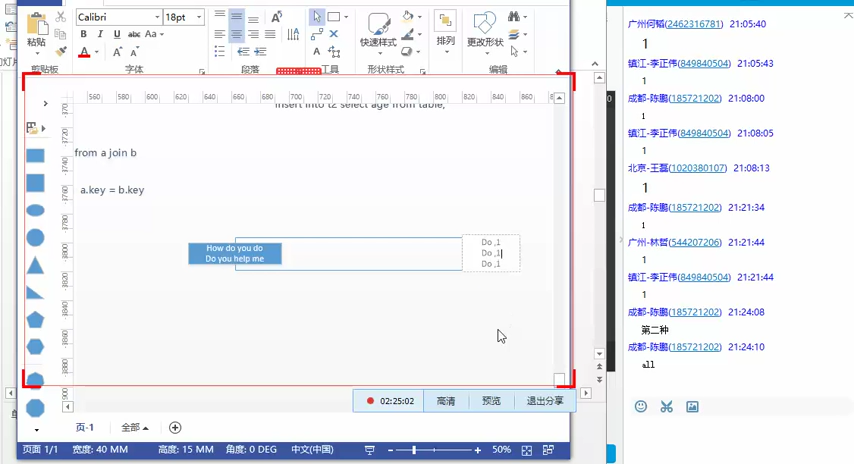 Calibri
18pt
粘贴
B I U abc Aa
A
A
A
快速样式
排列
更改形状
剪贴板
字体
段落
工具
形状样式
编辑
560 580 600 620 640 660 680 700 720 740 760 780 800 820 840 860
insert into t2 select age from table,
from a join b
a.key = b.key
How do you do
Do you help me
Do ,1
Do ,1
Do ,1
02:25:02
高清
预览
退出分享
页-1
全部
页面 1/1
宽度: 40 MM
高度: 15 MM
角度: 0 DEG
中文(中国)
50%
广州何韬(2462316781) 21:05:40
1
镇江-李正伟(849840504) 21:05:43
1
成都-陈鹏(185721202) 21:08:00
1
镇江-李正伟(849840504) 21:08:05
1
北京-王磊(1020380107) 21:08:13
1
成都-陈鹏(185721202) 21:21:34
1
广州-林哲(544207206) 21:21:44
1
镇江-李正伟(849840504) 21:21:44
1
成都-陈鹏(185721202) 21:24:08
第二种
成都-陈鹏(185721202) 21:24:10
all